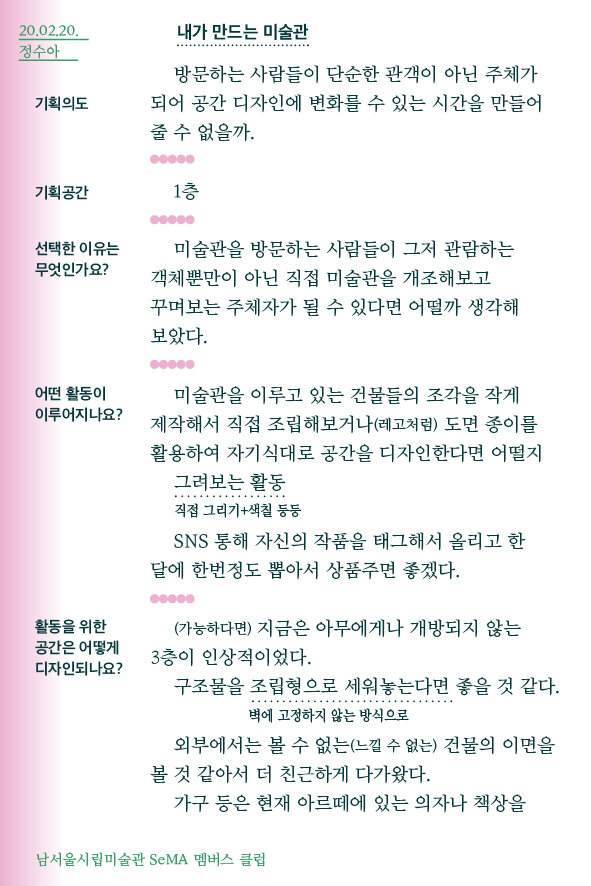 20.02.20.
정수아
내가 만드는 미술관
기획의도
방문하는 사람들이 단순한 관객이 아닌 주체가
되어 공간 디자인에 변화를 수 있는 시간을 만들어
줄 수 없을까.
기획공간
1층
선택한 이유는
무엇인가요?
미술관을 방문하는 사람들이 그저 관람하는
객체뿐만이 아닌 직접 미술관을 개조해보고
꾸며보는 주체자가 될 수 있다면 어떨까 생각해
보았다.
어떤 활동이
이루어지나요?
미술관을 이루고 있는 건물들의 조각을 작게
제작해서 직접 조립해보거나(레고처럼) 도면 종이를
활용하여 자기식대로 공간을 디자인한다면 어떨지
그려보는 활동
직접 그리기+색칠 등등
SNS 통해 자신의 작품을 태그해서 올리고 한
달에 한번정도 뽑아서 상품주면 좋겠다.
활동을 위한
공간은 어떻게
디자인되나요?
(가능하다면) 지금은 아무에게나 개방되지 않는
3층이 인상적이었다.
구조물을 조립형으로 세워놓는다면 좋을 것 같다.
벽에 고정하지 않는 방식으로
외부에서는 볼 수 없는(느낄 수 없는) 건물의 이면을
볼 것 같아서 더 친근하게 다가왔다.
가구 등은 현재 아르떼에 있는 의자나 책상을
남서울시립미술관 SeMA 멤버스 클럽